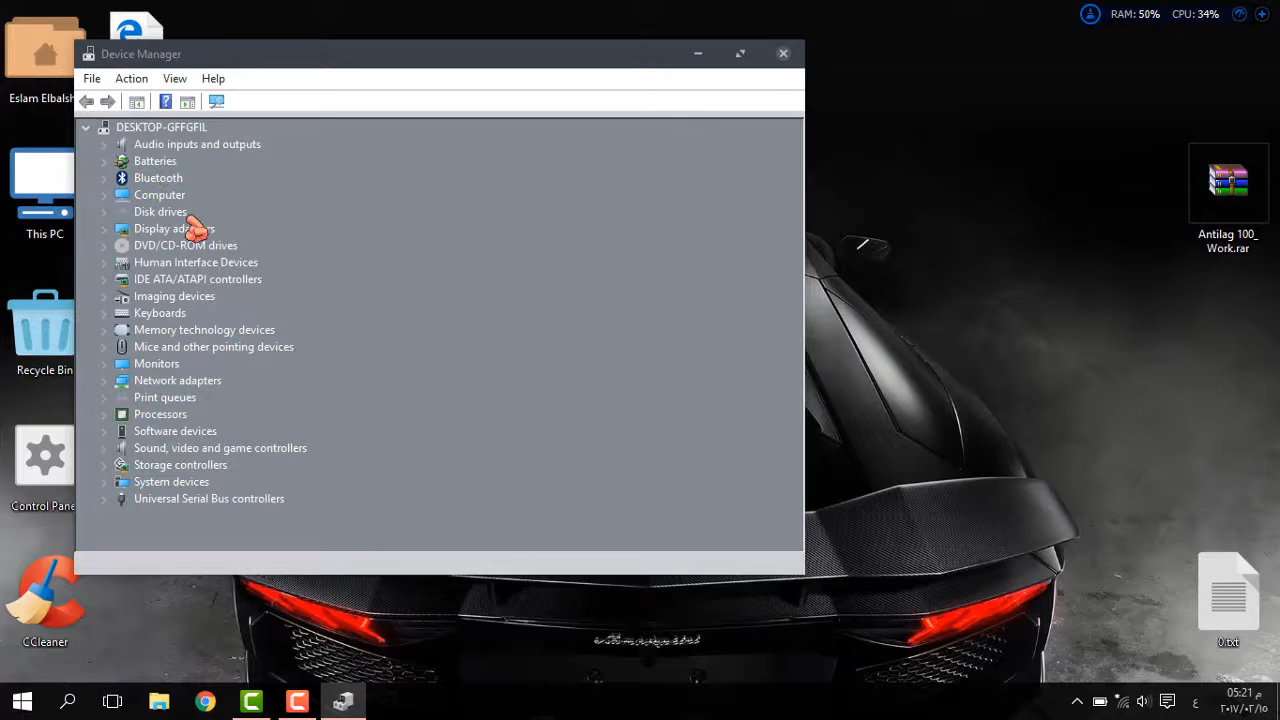 RAM: 50% CPU: 34%
Eslam Elbalsh
Device Manager
File Action View Help
DESKTOP-GFFGFIL
Audio inputs and outputs
Batteries
Bluetooth
Computer
Disk drives
Display
DVD/CD-ROM drives
Human Interface Devices
IDE ATA/ATAPI controllers
Imaging devices
Keyboards
Memory technology devices
Mice and other pointing devices
Monitors
Network adapters
Print queues
Processors
Software devices
Sound, video and game controllers
Storage controllers
System devices
Universal Serial Bus controllers
This PC
Recycle Bin
Control Pane
CCleaner
Antilag 100_
Work.rar
0.txt
ع
05:21 م